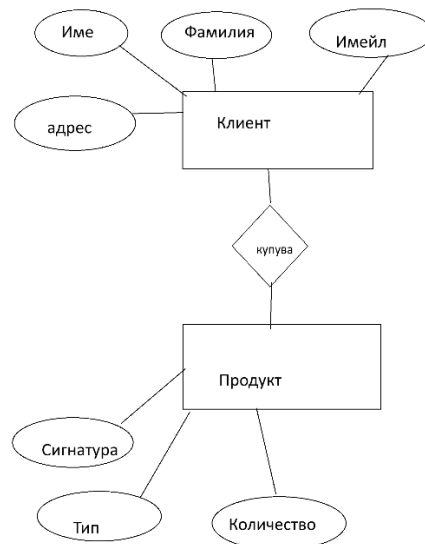 Име
Фамилия
Имейл
адрес
Клиент
купува
Продукт
Сигнатура
Тип
Количество